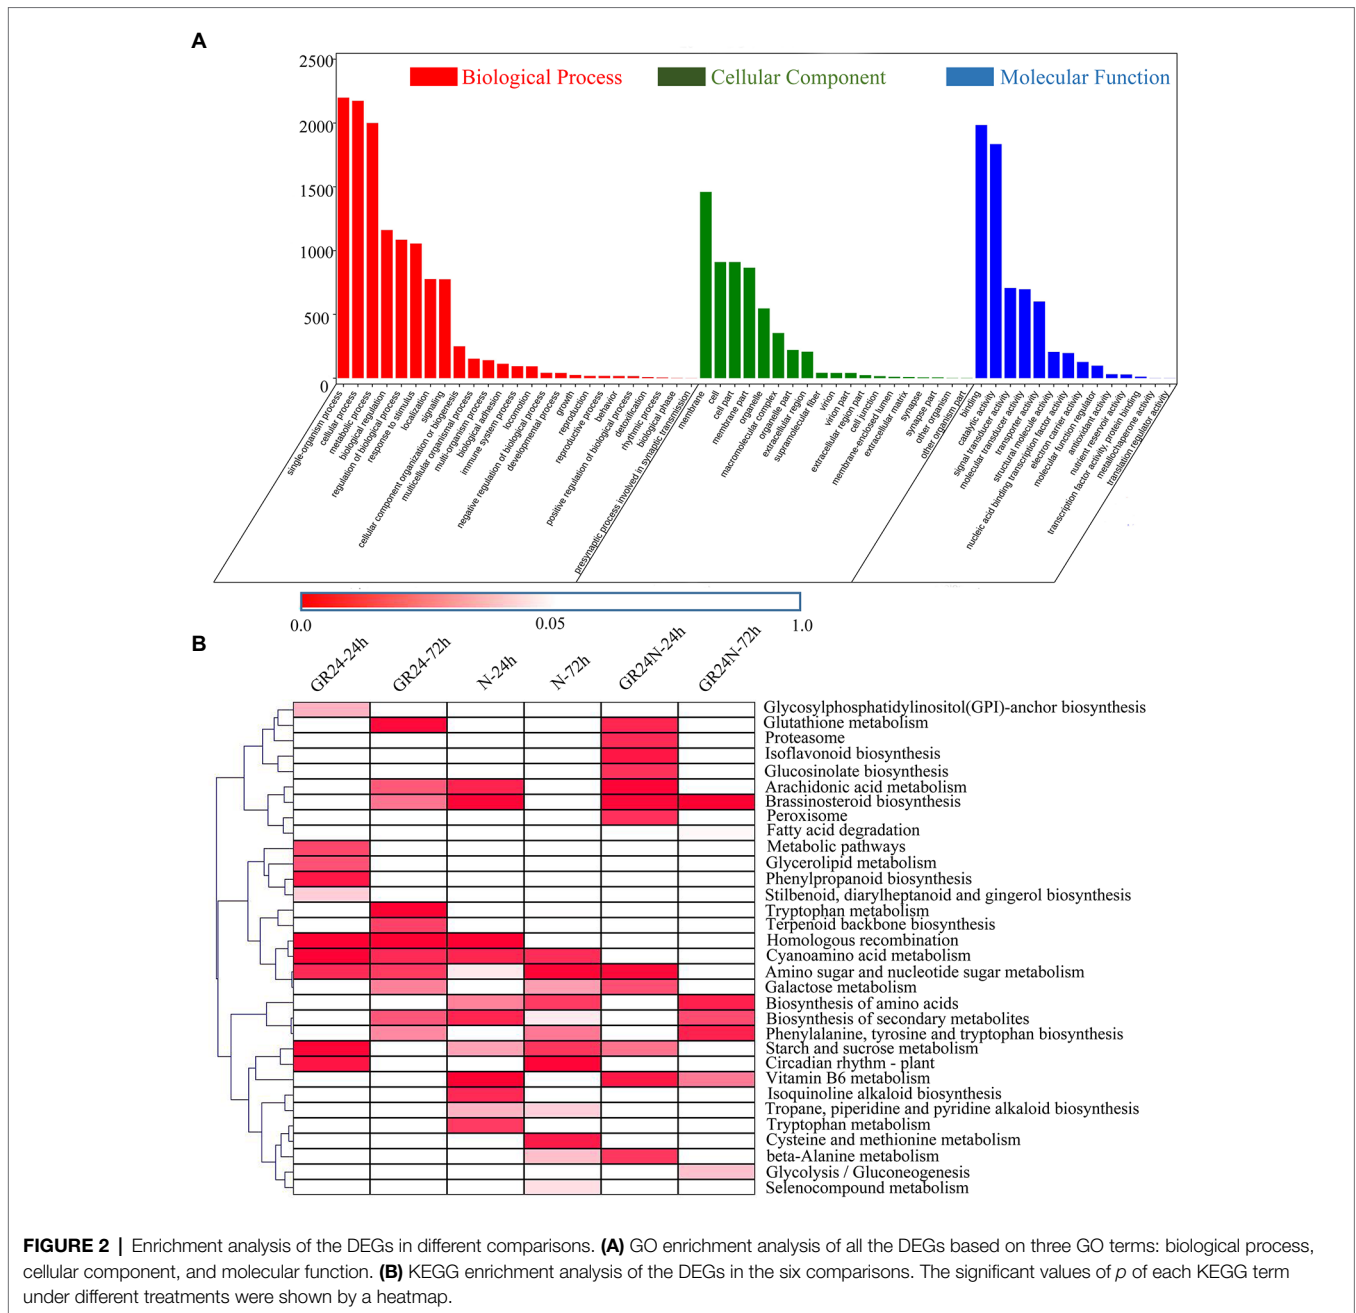 A
2500
2000
1500
1000
500
0
Biological Process
Cellular Component
Molecular Function
single-organism process
cellular process
metabolic process
biological regulation
regulation of biological process
response to stimulus
localization
signaling
cellular component organization or biogenesis
multicellular organismal process
multi-organism process
biological adhesion
immune system process
locomotion
negative regulation of biological process
developmental process
growth
reproduction
reproductive process
behavior
positive regulation of biological process
detoxification
rhythmic process
biological phase
presynaptic process involved in synaptic transmission
membrane
cell
cell part
membrane part
organelle
macromolecular complex
organelle part
extracellular region
supramolecular fiber
virion
virion part
extracellular region part
cell junction
membrane-enclosed lumen
extracellular matrix
synapse
synapse part
other organism
other organism part
binding
catalytic activity
signal transducer activity
molecular transducer activity
transporter activity
structural molecule activity
nucleic acid binding transcription factor activity
electron carrier activity
molecular function regulator
antioxidant activity
nutrient reservoir activity
transcription factor activity, protein binding
metallochaperone activity
translation regulator activity
0.0
0.05
1.0
B
GR24-24h
GR24-72h
N-24h
N-72h
GR24N-24h
GR24N-72h
Glycosylphosphatidylinositol(GPI)-anchor biosynthesis
Glutathione metabolism
Proteasome
Isoflavonoid biosynthesis
Glucosinolate biosynthesis
Arachidonic acid metabolism
Brassinosteroid biosynthesis
Peroxisome
Fatty acid degradation
Metabolic pathways
Glycerolipid metabolism
Phenylpropanoid biosynthesis
Stilbenoid, diarylheptanoid and gingerol biosynthesis
Tryptophan metabolism
Terpenoid backbone biosynthesis
Homologous recombination
Cyanoamino acid metabolism
Amino sugar and nucleotide sugar metabolism
Galactose metabolism
Biosynthesis of amino acids
Biosynthesis of secondary metabolites
Phenylalanine, tyrosine and tryptophan biosynthesis
Starch and sucrose metabolism
Circadian rhythm - plant
Vitamin B6 metabolism
Isoquinoline alkaloid biosynthesis
Tropane, piperidine and pyridine alkaloid biosynthesis
Tryptophan metabolism
Cysteine and methionine metabolism
beta-Alanine metabolism
Glycolysis / Gluconeogenesis
Selenocompound metabolism
FIGURE 2 | Enrichment analysis of the DEGs in different comparisons. (A) GO enrichment analysis of all the DEGs based on three GO terms: biological process,
cellular component, and molecular function. (B) KEGG enrichment analysis of the DEGs in the six comparisons. The significant values of p of each KEGG term
under different treatments were shown by a heatmap.